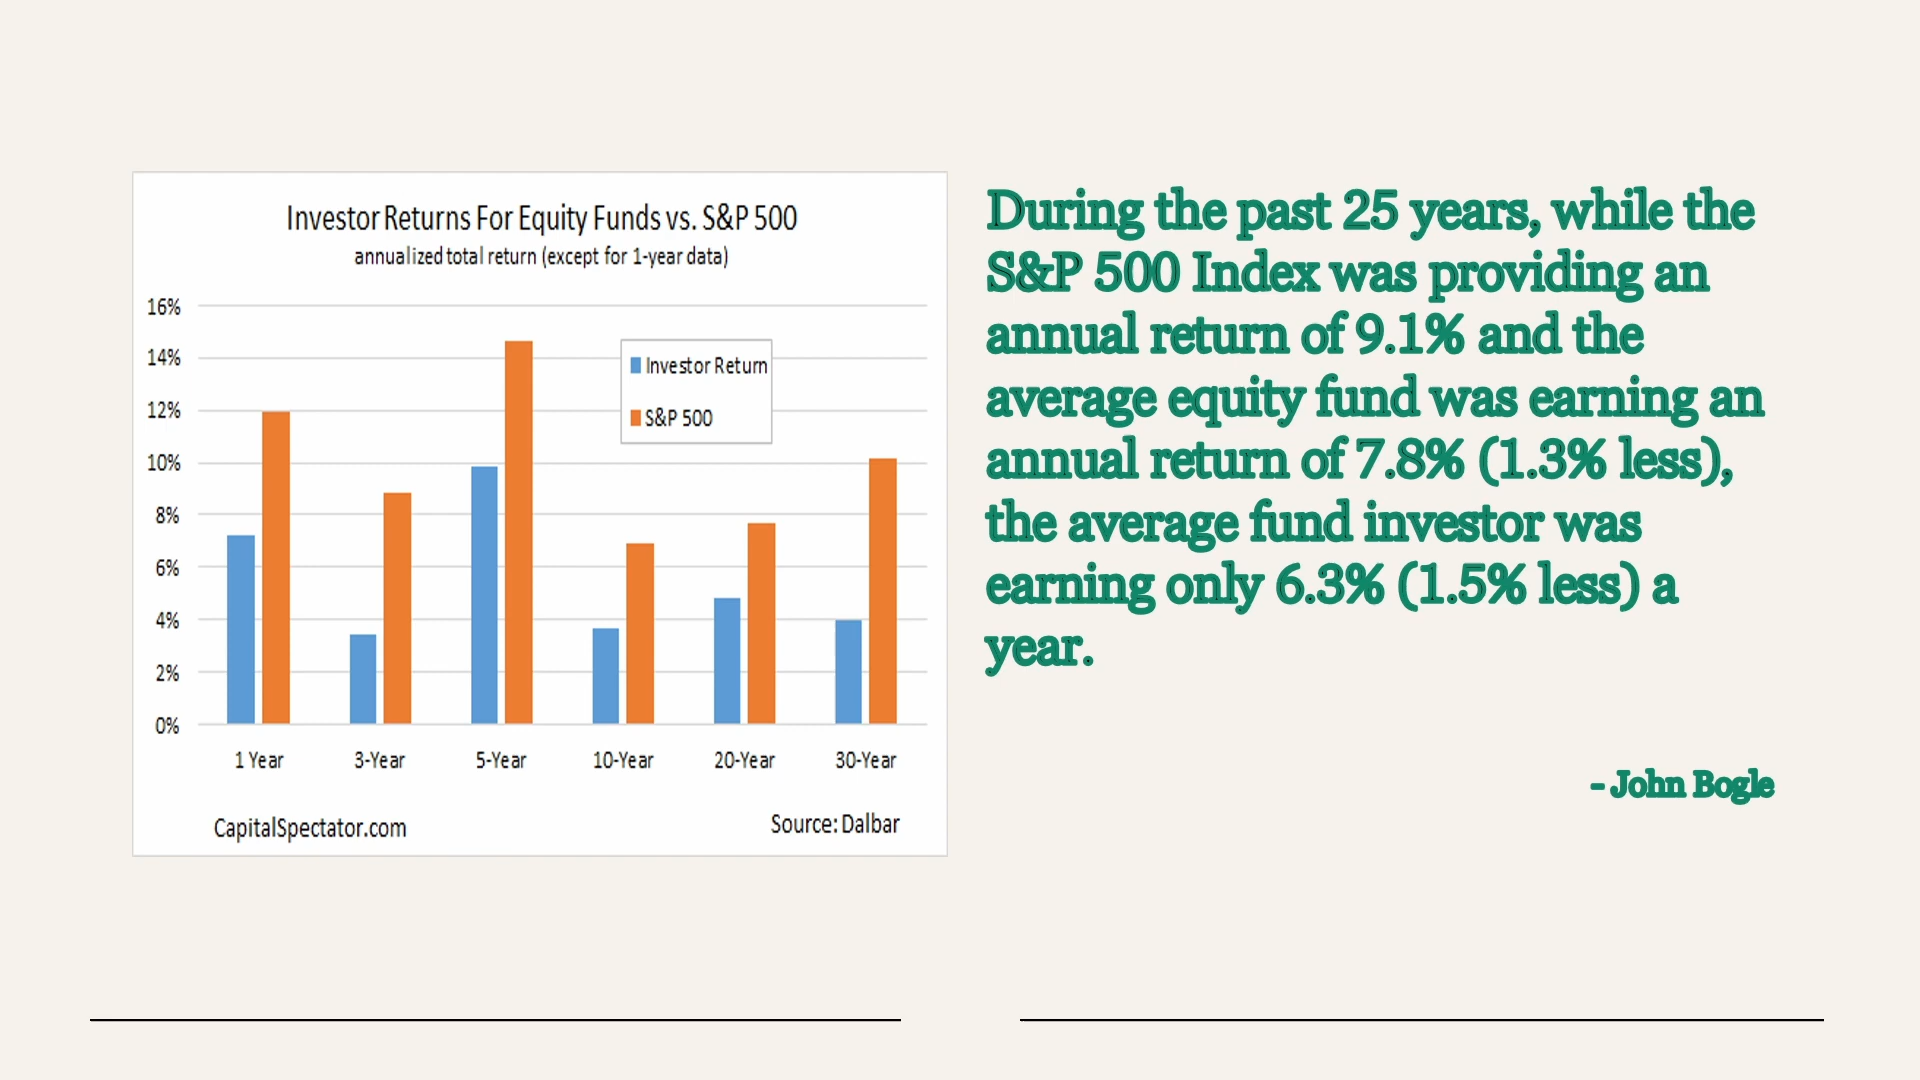 Investor Returns For Equity Funds vs. S&P 500
annualized total return (except for 1-year data)
16%
14%
12%
10%
8%
6%
4%
2%
0%
Investor Return
S&P 500
1 Year
3-Year
5-Year
10-Year
20-Year
30-Year
CapitalSpectator.com
Source: Dalbar
During the past 25 years, while the
S&P 500 Index was providing an
annual return of 9.1% and the
average equity fund was earning an
annual return of 7.8% (1.3% less),
the average fund investor was
earning only 6.3% (1.5% less) a
year.
- John Bogle